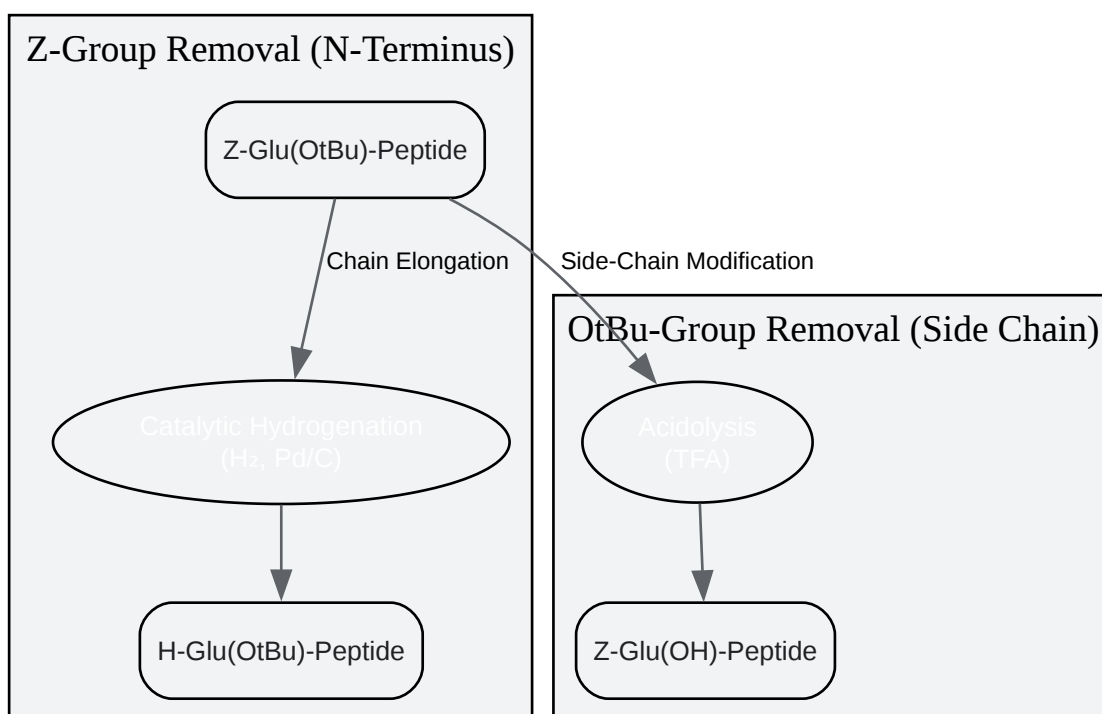 Z-Group Removal (N-Terminus)
Z-Glu(OtBu)-Peptide
Chain Elongation
Side-Chain Modification
OtBu-Group Removal (Side Chain)
Catalytic Hydrogenation
(H₂, Pd/C)
Acidolysis
(TFA)
H-Glu(OtBu)-Peptide
Z-Glu(OH)-Peptide